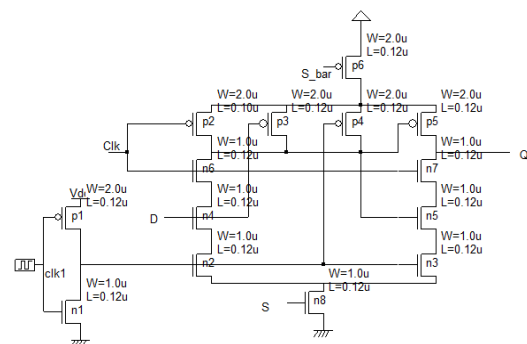 W=2.0u
L=0.12u
p6
S_bar
W=2.0u
L=0.10u
p2
W=2.0u
L=0.12u
p3
W=2.0u
L=0.12u
p4
W=2.0u
L=0.12u
p5
Clk
W=1.0u
L=0.12u
n6
W=1.0u
L=0.12u
n7
Q
Vd
W=2.0u
L=0.12u
p1
D
W=1.0u
L=0.12u
n4
W=1.0u
L=0.12u
n5
clk1
W=1.0u
L=0.12u
n2
W=1.0u
L=0.12u
n3
W=1.0u
L=0.12u
n1
S
W=1.0u
L=0.12u
n8